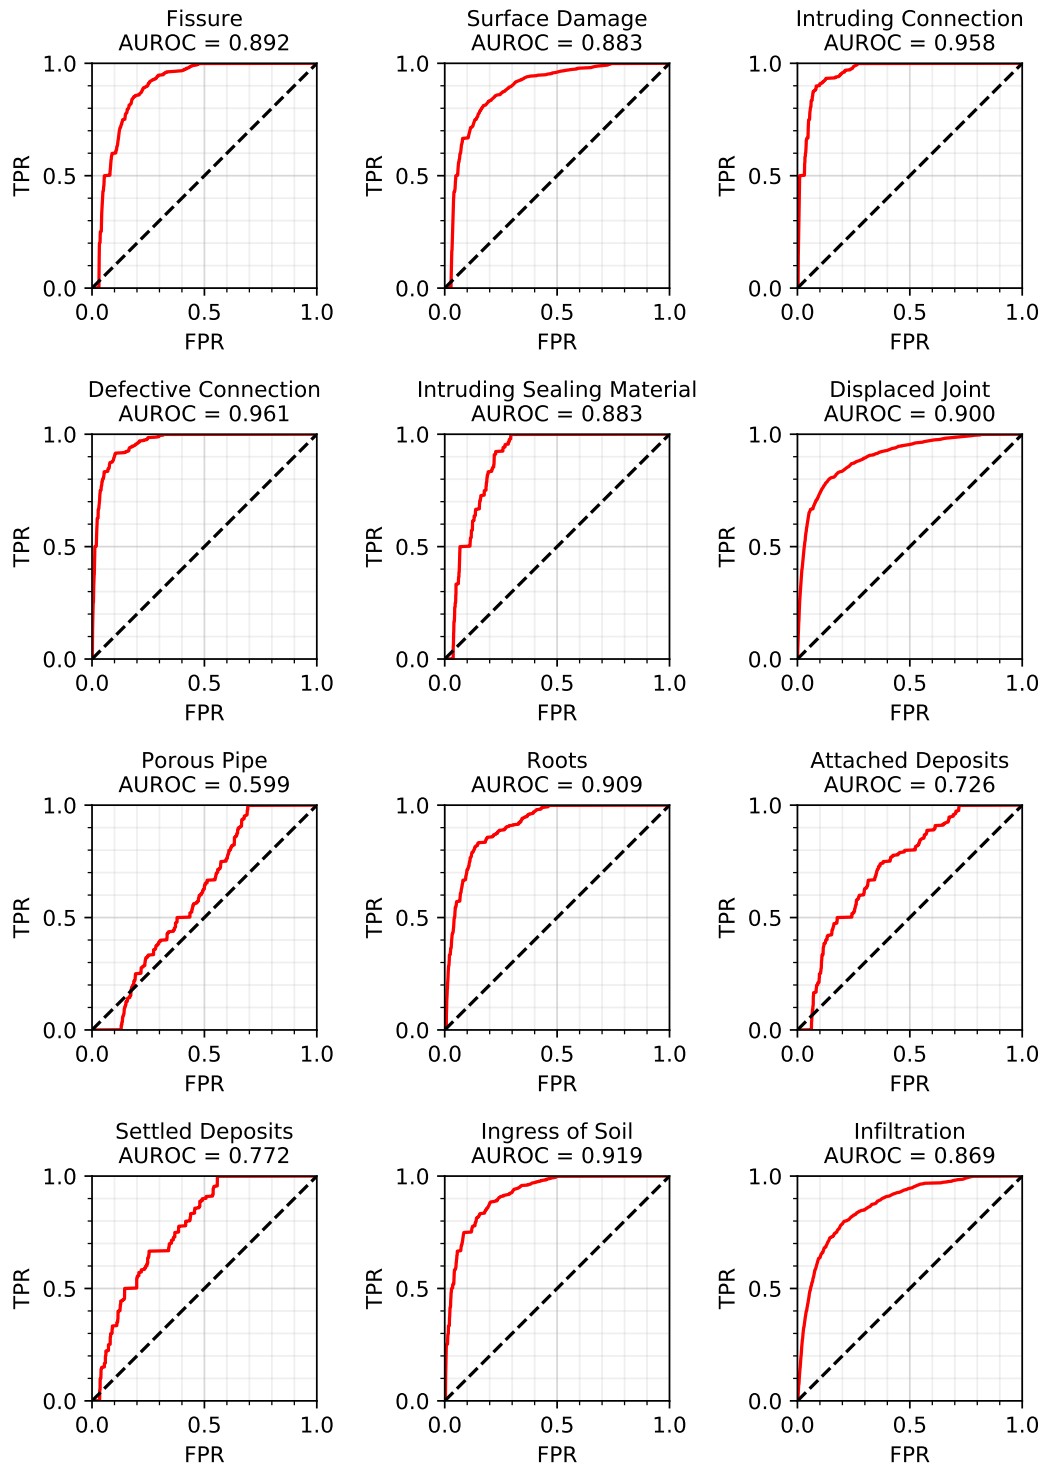 Fissure
AUROC = 0.892
1.0
0.5
0.0
TPR
0.0 0.5 1.0
FPR
Surface Damage
AUROC = 0.883
1.0
0.5
0.0
TPR
0.0 0.5 1.0
FPR
Intruding Connection
AUROC = 0.958
1.0
0.5
0.0
TPR
0.0 0.5 1.0
FPR
Defective Connection
AUROC = 0.961
1.0
0.5
0.0
TPR
0.0 0.5 1.0
FPR
Intruding Sealing Material
AUROC = 0.883
1.0
0.5
0.0
TPR
0.0 0.5 1.0
FPR
Displaced Joint
AUROC = 0.900
1.0
0.5
0.0
TPR
0.0 0.5 1.0
FPR
Porous Pipe
AUROC = 0.599
1.0
0.5
0.0
TPR
0.0 0.5 1.0
FPR
Roots
AUROC = 0.909
1.0
0.5
0.0
TPR
0.0 0.5 1.0
FPR
Attached Deposits
AUROC = 0.726
1.0
0.5
0.0
TPR
0.0 0.5 1.0
FPR
Settled Deposits
AUROC = 0.772
1.0
0.5
0.0
TPR
0.0 0.5 1.0
FPR
Ingress of Soil
AUROC = 0.919
1.0
0.5
0.0
TPR
0.0 0.5 1.0
FPR
Infiltration
AUROC = 0.869
1.0
0.5
0.0
TPR
0.0 0.5 1.0
FPR